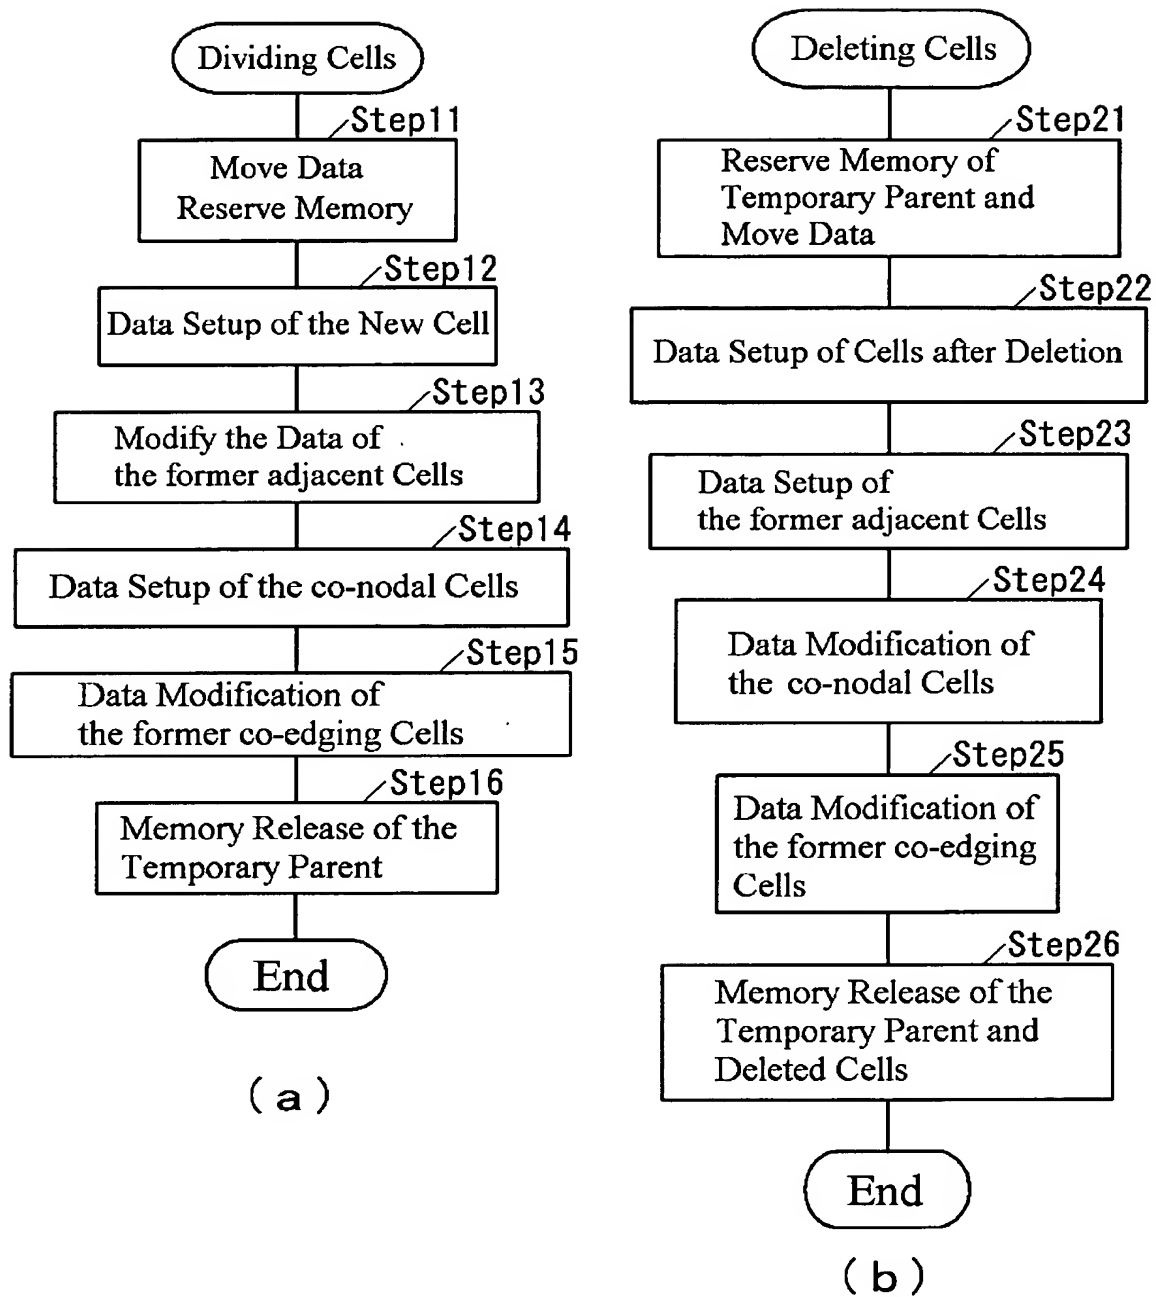 Dividing Cells
Step11
Move Data
Reserve Memory
Step12
Data Setup of the New Cell
Step13
Modify the Data of
the former adjacent Cells
Step14
Data Setup of the co-nodal Cells
Step15
Data Modification of
the former co-edging Cells
Step16
Memory Release of the
Temporary Parent
End
(a)
Deleting Cells
Step21
Reserve Memory of
Temporary Parent and
Move Data
Step22
Data Setup of Cells after Deletion
Step23
Data Setup of
the former adjacent Cells
Step24
Data Modification of
the co-nodal Cells
Step25
Data Modification of
the former co-edging
Cells
Step26
Memory Release of the
Temporary Parent and
Deleted Cells
End
(b)